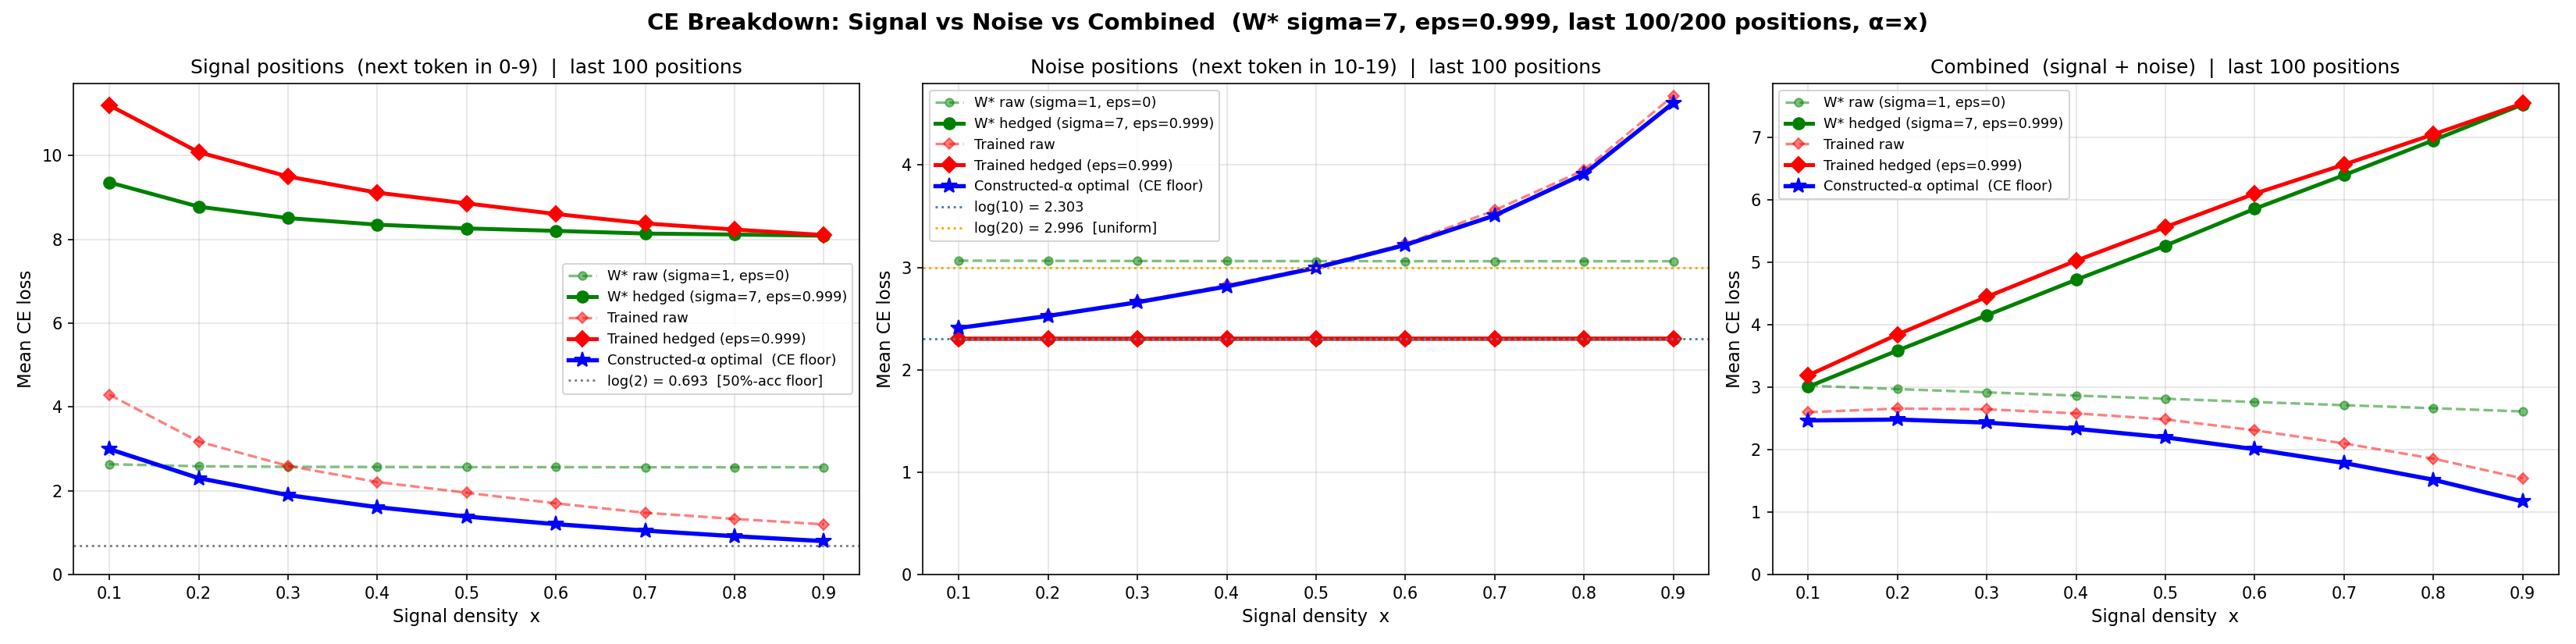 CE Breakdown: Signal vs Noise vs Combined  (W* sigma=7, eps=0.999, last 100/200 positions, α=x)
Signal positions  (next token in 0-9)  |  last 100 positions
Mean CE loss
10
8
6
4
2
0
W* raw (sigma=1, eps=0)
W* hedged (sigma=7, eps=0.999)
Trained raw
Trained hedged (eps=0.999)
Constructed-α optimal  (CE floor)
log(2) = 0.693  [50%-acc floor]
0.1 0.2 0.3 0.4 0.5 0.6 0.7 0.8 0.9
Signal density  x
Noise positions  (next token in 10-19)  |  last 100 positions
Mean CE loss
4
3
2
1
0
W* raw (sigma=1, eps=0)
W* hedged (sigma=7, eps=0.999)
Trained raw
Trained hedged (eps=0.999)
Constructed-α optimal  (CE floor)
log(10) = 2.303
log(20) = 2.996  [uniform]
0.1 0.2 0.3 0.4 0.5 0.6 0.7 0.8 0.9
Signal density  x
Combined  (signal + noise)  |  last 100 positions
Mean CE loss
7
6
5
4
3
2
1
0
W* raw (sigma=1, eps=0)
W* hedged (sigma=7, eps=0.999)
Trained raw
Trained hedged (eps=0.999)
Constructed-α optimal  (CE floor)
0.1 0.2 0.3 0.4 0.5 0.6 0.7 0.8 0.9
Signal density  x